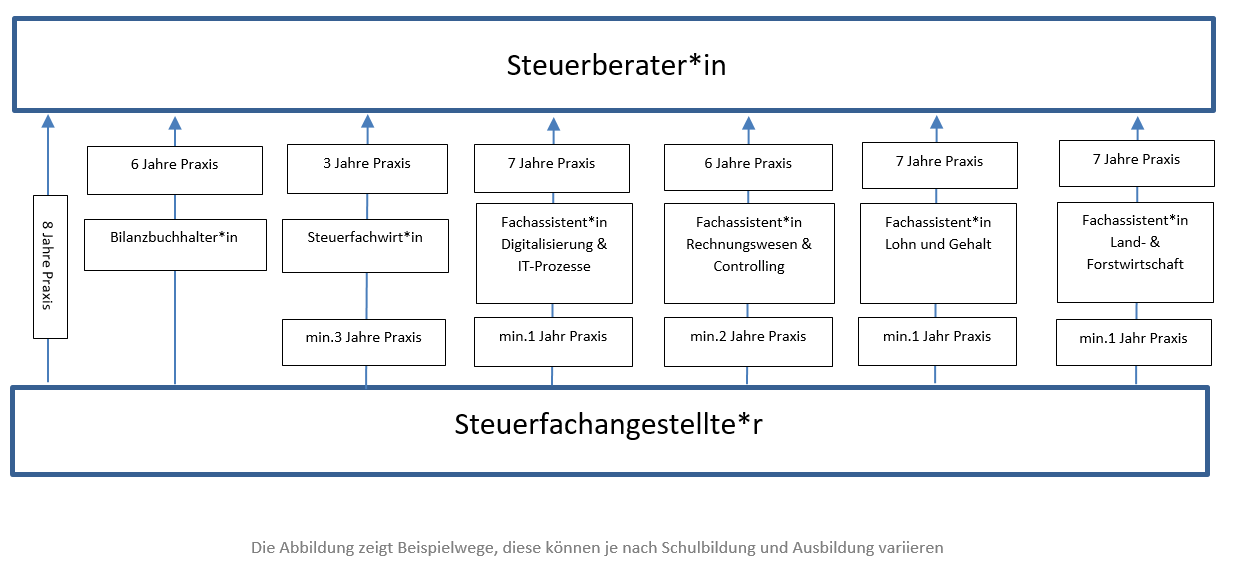 Steuerberater*in
8 Jahre Praxis
6 Jahre Praxis
Bilanzbuchhalter*in
3 Jahre Praxis
Steuerfachwirt*in
min.3 Jahre Praxis
7 Jahre Praxis
Fachassistent*in
Digitalisierung &
IT-Prozesse
min.1 Jahr Praxis
6 Jahre Praxis
Fachassistent*in
Rechnungswesen &
Controlling
min.2 Jahre Praxis
7 Jahre Praxis
Fachassistent*in
Lohn und Gehalt
min.1 Jahr Praxis
7 Jahre Praxis
Fachassistent*in
Land- &
Forstwirtschaft
min.1 Jahr Praxis
Steuerfachangestellte*r
Die Abbildung zeigt Beispielwege, diese können je nach Schulbildung und Ausbildung variieren